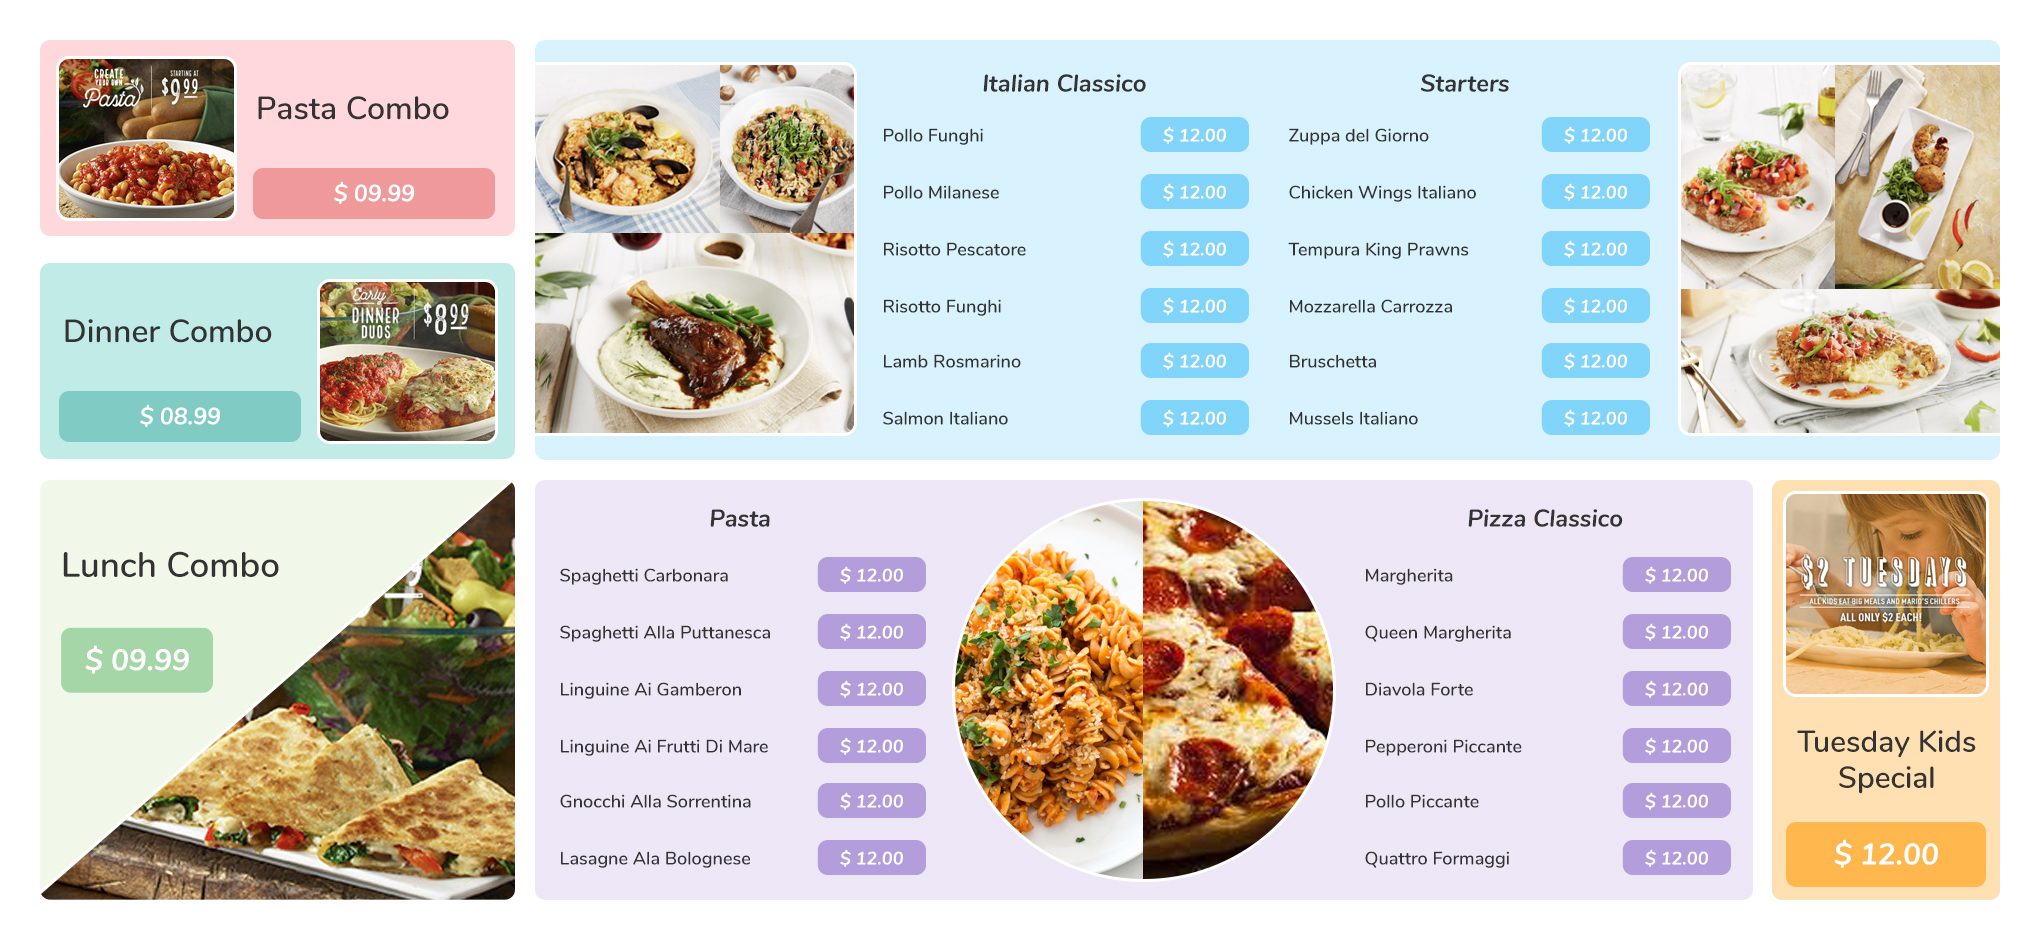 CREATE
YOUR OWN
Pasta
STARTING AT
$9.99
Pasta Combo
$ 09.99
Dinner Combo
$ 08.99
Early
DINNER
DUOS
$8.99
Lunch Combo
$ 09.99
9
Italian Classico
Pollo Funghi $ 12.00
Pollo Milanese $ 12.00
Risotto Pescatore $ 12.00
Risotto Funghi $ 12.00
Lamb Rosmarino $ 12.00
Salmon Italiano $ 12.00
Starters
Zuppa del Giorno $ 12.00
Chicken Wings Italiano $ 12.00
Tempura King Prawns $ 12.00
Mozzarella Carrozza $ 12.00
Bruschetta $ 12.00
Mussels Italiano $ 12.00
Pasta
Spaghetti Carbonara $ 12.00
Spaghetti Alla Puttanesca $ 12.00
Linguine Ai Gamberon $ 12.00
Linguine Ai Frutti Di Mare $ 12.00
Gnocchi Alla Sorrentina $ 12.00
Lasagne Ala Bolognese $ 12.00
Pizza Classico
Margherita $ 12.00
Queen Margherita $ 12.00
Diavola Forte $ 12.00
Pepperoni Piccante $ 12.00
Pollo Piccante $ 12.00
Quattro Formaggi $ 12.00
$2 TUESDAYS
ALL KIDS EAT BIG MEALS AND MARIO'S CHILLERS
ALL ONLY $2 EACH!
Tuesday Kids
Special
$ 12.00